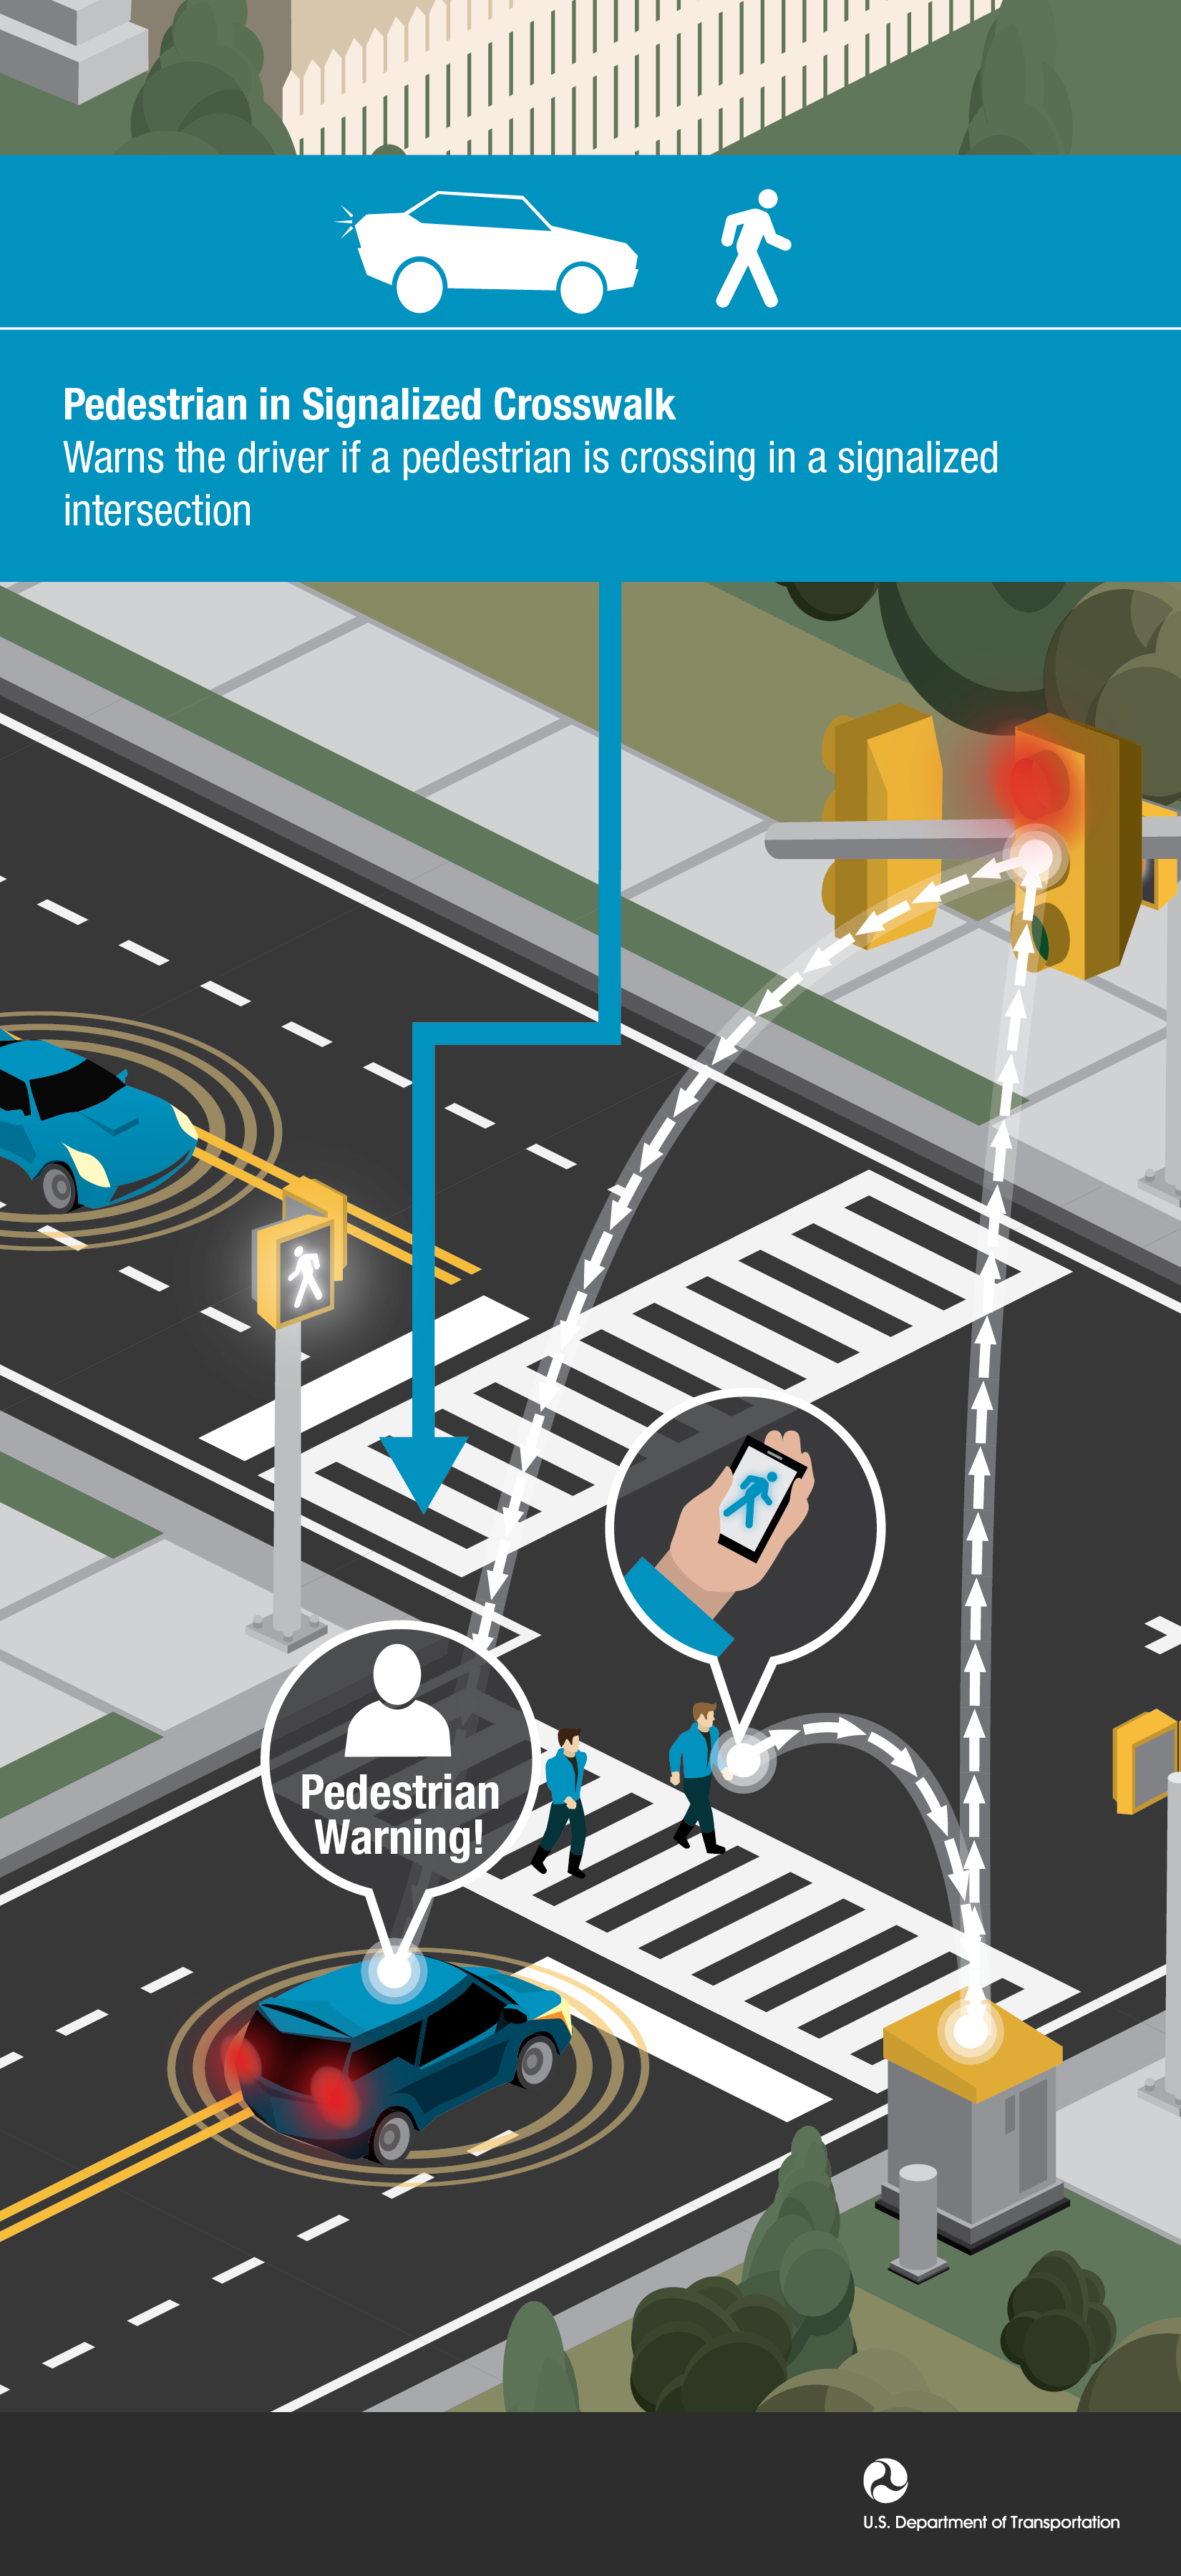 Pedestrian in Signalized Crosswalk
Warns the driver if a pedestrian is crossing in a signalized
intersection
Pedestrian
Warning!
U.S. Department of Transportation